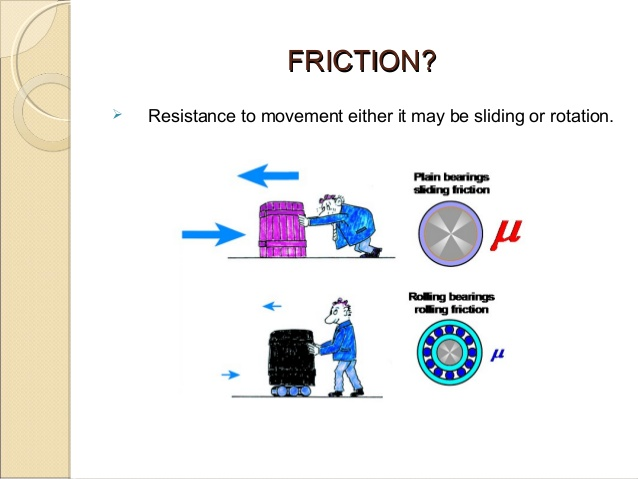 FRICTION?
Resistance to movement either it may be sliding or rotation.
Plain bearings
sliding friction
μ
Rolling bearings
rolling friction
μ